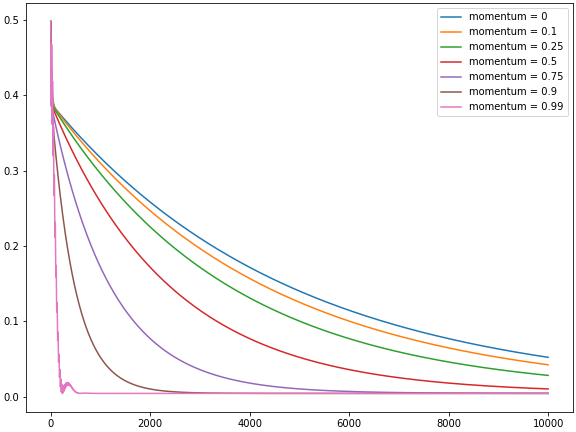 0.5
0.4
0.3
0.2
0.1
0.0
0
2000
4000
6000
8000
10000
momentum = 0
momentum = 0.1
momentum = 0.25
momentum = 0.5
momentum = 0.75
momentum = 0.9
momentum = 0.99